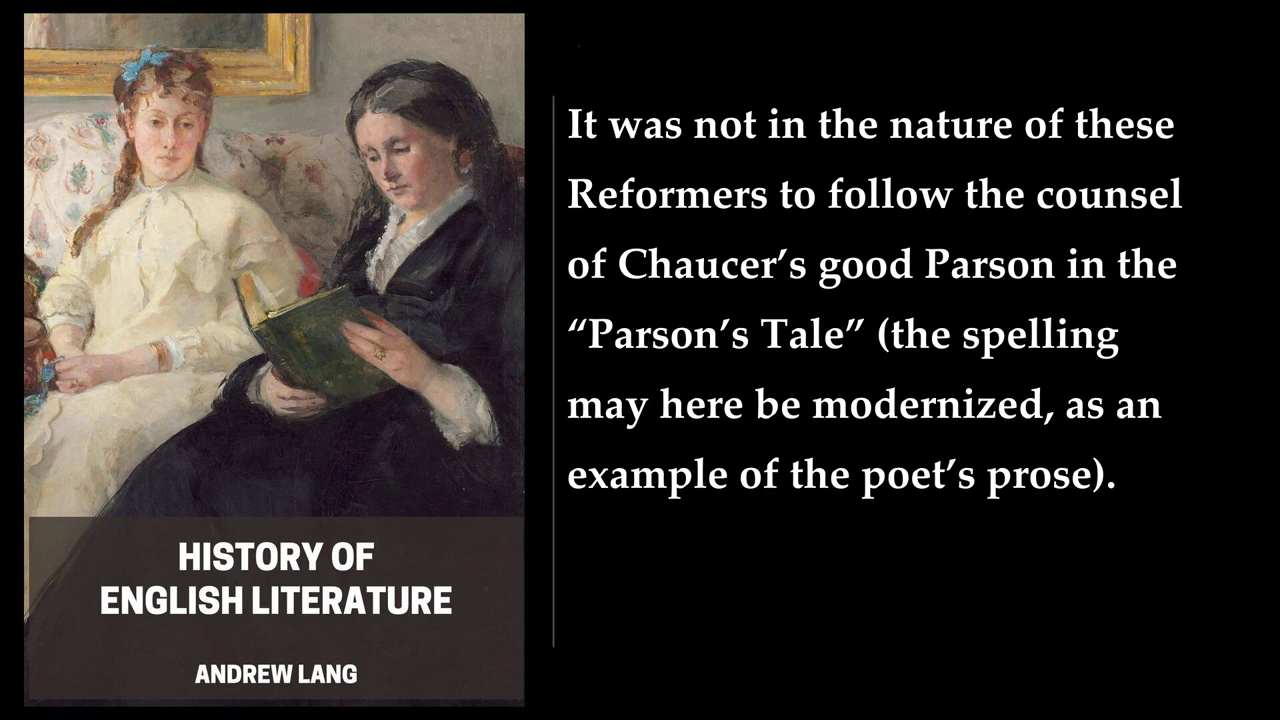 HISTORY OF
ENGLISH LITERATURE
ANDREW LANG
It was not in the nature of these
Reformers to follow the counsel
of Chaucer’s good Parson in the
“Parson’s Tale” (the spelling
may here be modernized, as an
example of the poet’s prose).